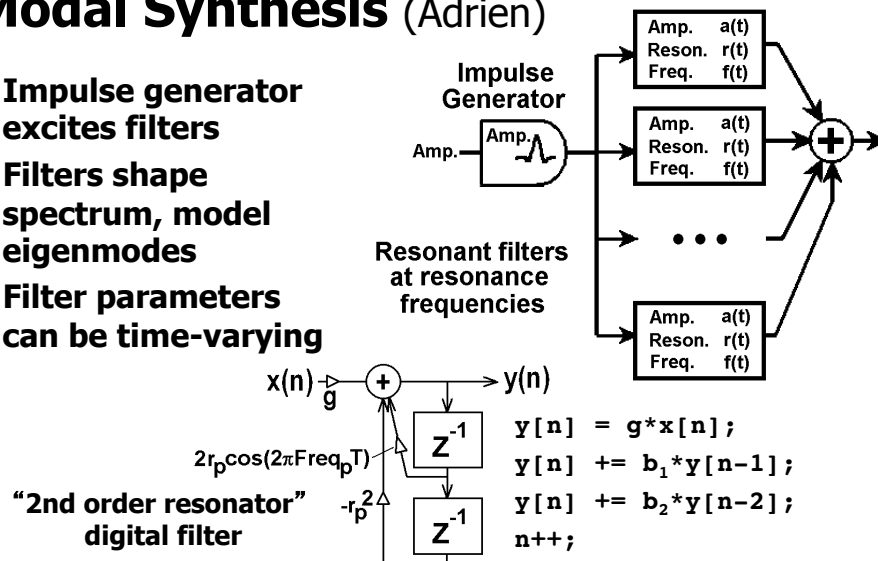 Modal Synthesis (Adrien)
Impulse generator
excites filters
Filters shape
spectrum, model
eigenmodes
Filter parameters
can be time-varying
Impulse
Generator
Amp.
Amp.
Resonant filters
at resonance
frequencies
Amp. a(t)
Reson. r(t)
Freq. f(t)
Amp. a(t)
Reson. r(t)
Freq. f(t)
• • •
Amp. a(t)
Reson. r(t)
Freq. f(t)
+
x(n)
g
+
y(n)
2rₚcos(2πFreqₚT)
Z⁻¹
-rₚ²
Z⁻¹
“2nd order resonator”
digital filter
y[n] = g*x[n];
y[n] += b₁*y[n-1];
y[n] += b₂*y[n-2];
n++;